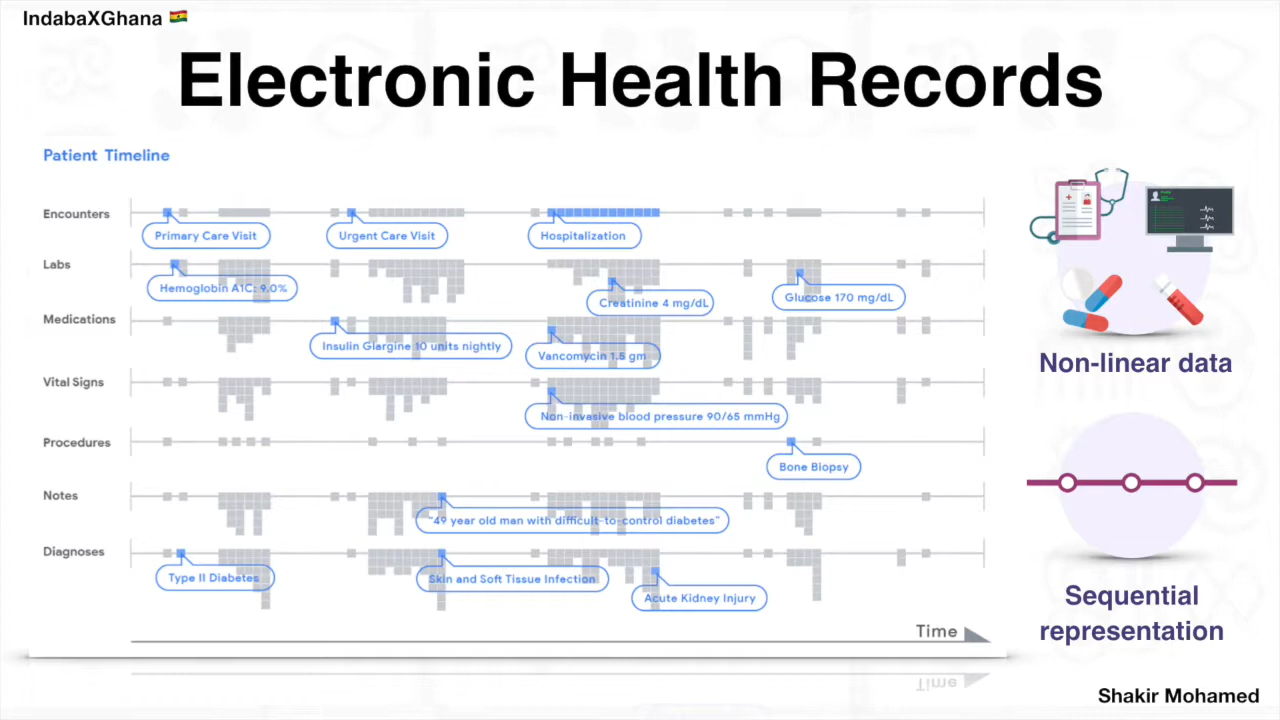 IndabaXGhana 🇬🇭
Electronic Health Records
Patient Timeline
Encounters
Primary Care Visit
Urgent Care Visit
Hospitalization
Labs
Hemoglobin A1C: 9.0%
Creatinine 4 mg/dL
Glucose 170 mg/dL
Medications
Insulin Glargine 10 units nightly
Vancomycin 1.5 gm
Vital Signs
Non-invasive blood pressure 90/65 mmHg
Procedures
Bone Biopsy
Notes
"49 year old man with difficult-to-control diabetes"
Diagnoses
Type II Diabetes
Skin and Soft Tissue Infection
Acute Kidney Injury
Time
Non-linear data
Sequential
representation
Shakir Mohamed